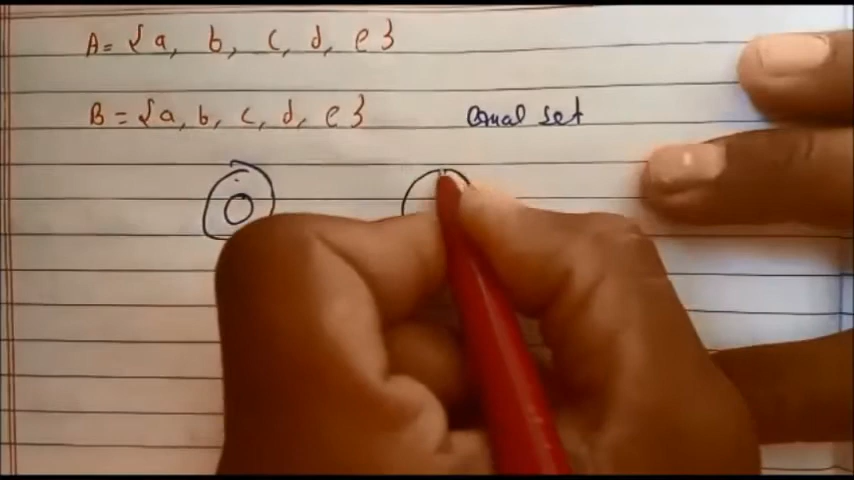 A = {a, b, c, d, e}
B = {a, b, c, d, e} equal set